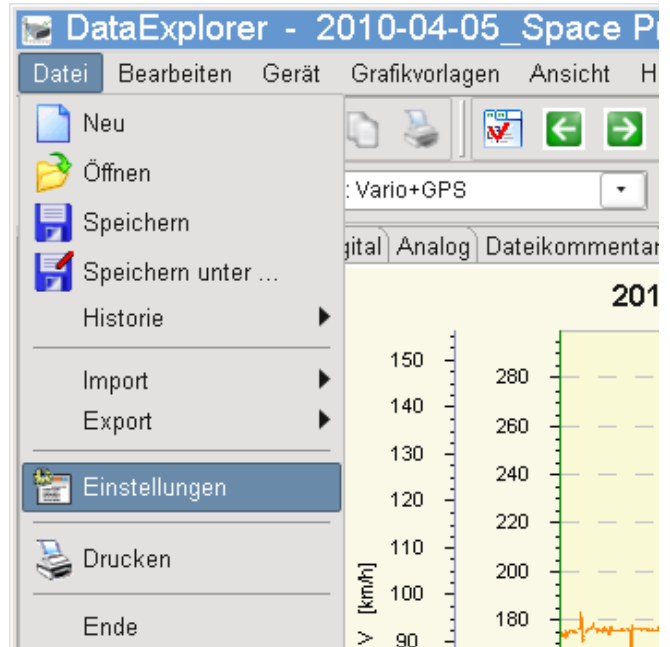 DataExplorer - 2010-04-05_Space Pr
Datei Bearbeiten Gerät Grafikvorlagen Ansicht H
Neu
Öffnen
Speichern
Speichern unter ...
Historie
Import
Export
Einstellungen
Drucken
Ende
: Vario+GPS
gital Analog Dateikommentar
201
150
140
130
120
110
100
90
V [km/h]
280
260
240
220
200
180